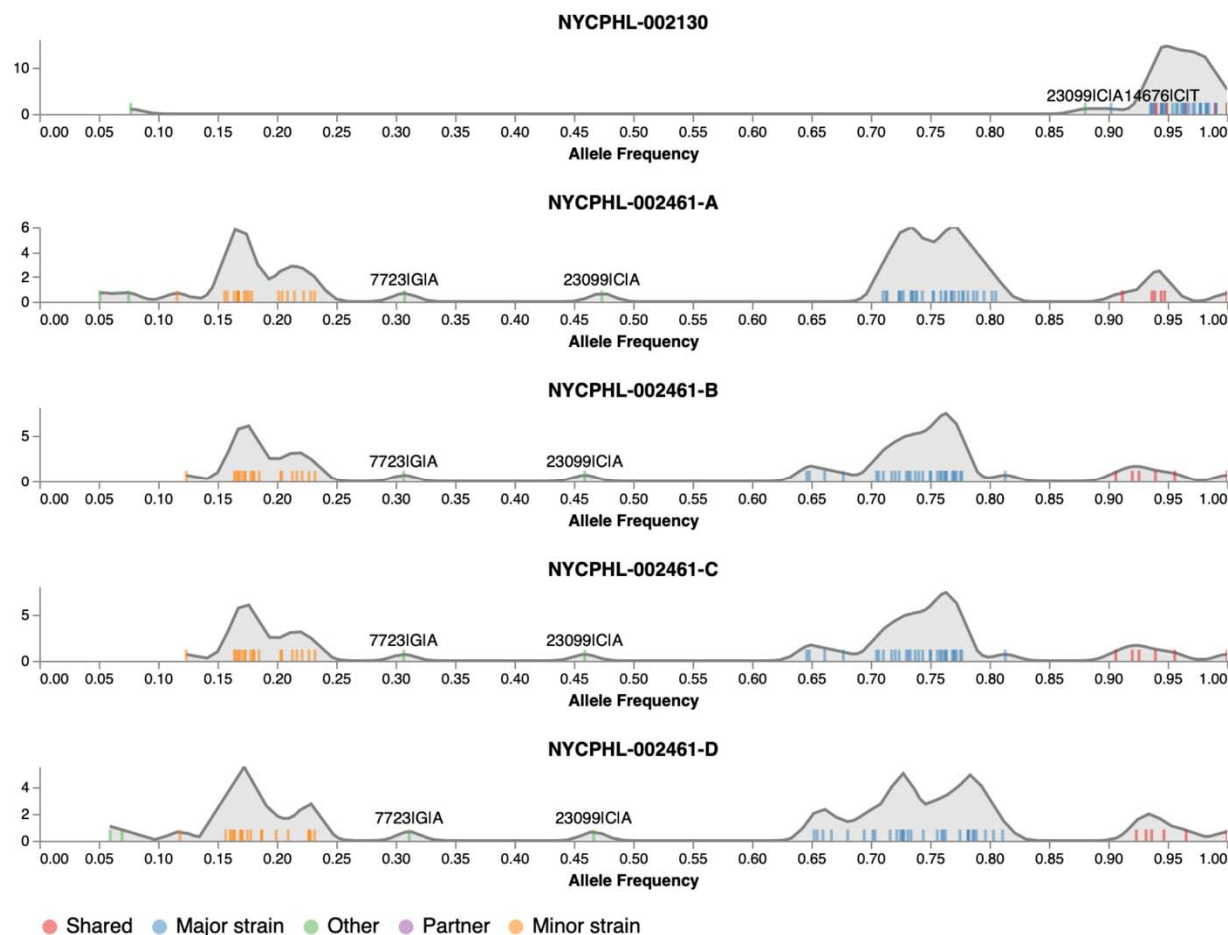 NYCPHL-002130
10
23099|C|A14676|C|T
0
0.00 0.05 0.10 0.15 0.20 0.25 0.30 0.35 0.40 0.45 0.50 0.55 0.60 0.65 0.70 0.75 0.80 0.85 0.90 0.95 1.00
Allele Frequency
NYCPHL-002461-A
6
4
2
0
7723|G|A 23099|C|A
0.00 0.05 0.10 0.15 0.20 0.25 0.30 0.35 0.40 0.45 0.50 0.55 0.60 0.65 0.70 0.75 0.80 0.85 0.90 0.95 1.00
Allele Frequency
NYCPHL-002461-B
5
0
7723|G|A 23099|C|A
0.00 0.05 0.10 0.15 0.20 0.25 0.30 0.35 0.40 0.45 0.50 0.55 0.60 0.65 0.70 0.75 0.80 0.85 0.90 0.95 1.00
Allele Frequency
NYCPHL-002461-C
5
0
7723|G|A 23099|C|A
0.00 0.05 0.10 0.15 0.20 0.25 0.30 0.35 0.40 0.45 0.50 0.55 0.60 0.65 0.70 0.75 0.80 0.85 0.90 0.95 1.00
Allele Frequency
NYCPHL-002461-D
4
2
0
7723|G|A 23099|C|A
0.00 0.05 0.10 0.15 0.20 0.25 0.30 0.35 0.40 0.45 0.50 0.55 0.60 0.65 0.70 0.75 0.80 0.85 0.90 0.95 1.00
Allele Frequency
Shared Major strain Other Partner Minor strain